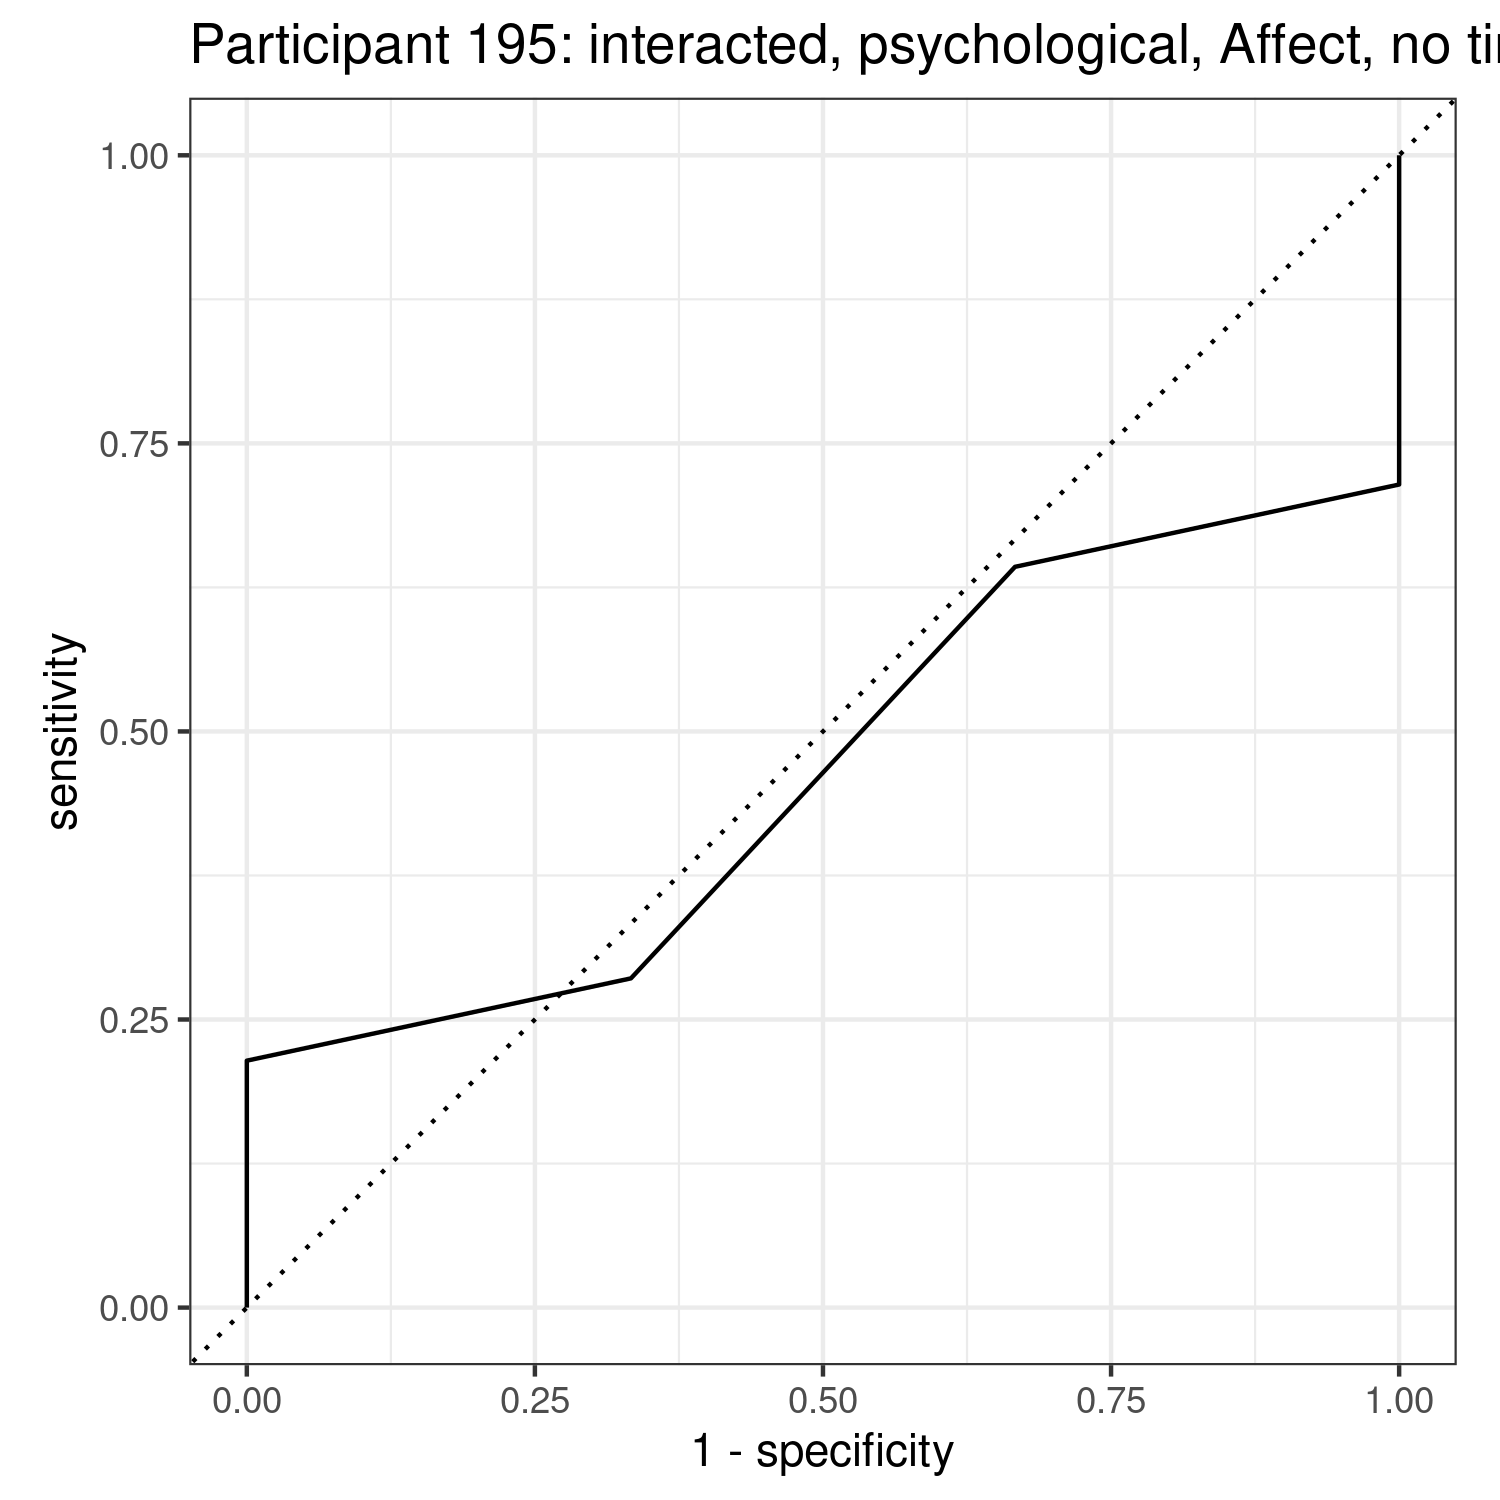 Participant 195: interacted, psychological, Affect, no
1.00
0.75
0.50
0.25
0.00
sensitivity
0.00 0.25 0.50 0.75 1.00
1 - specificity